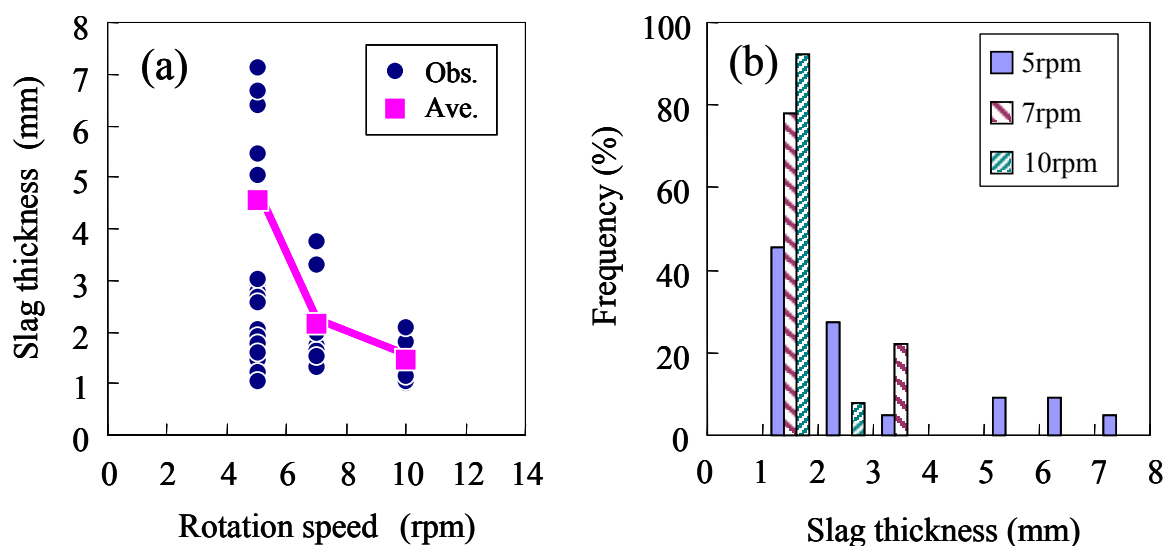 (a)
Obs.
Ave.
8
7
6
5
4
3
2
1
0
Slag thickness (mm)
0 2 4 6 8 10 12 14
Rotation speed (rpm)
(b)
5rpm
7rpm
10rpm
100
80
60
40
20
0
Frequency (%)
0 1 2 3 4 5 6 7 8
Slag thickness (mm)